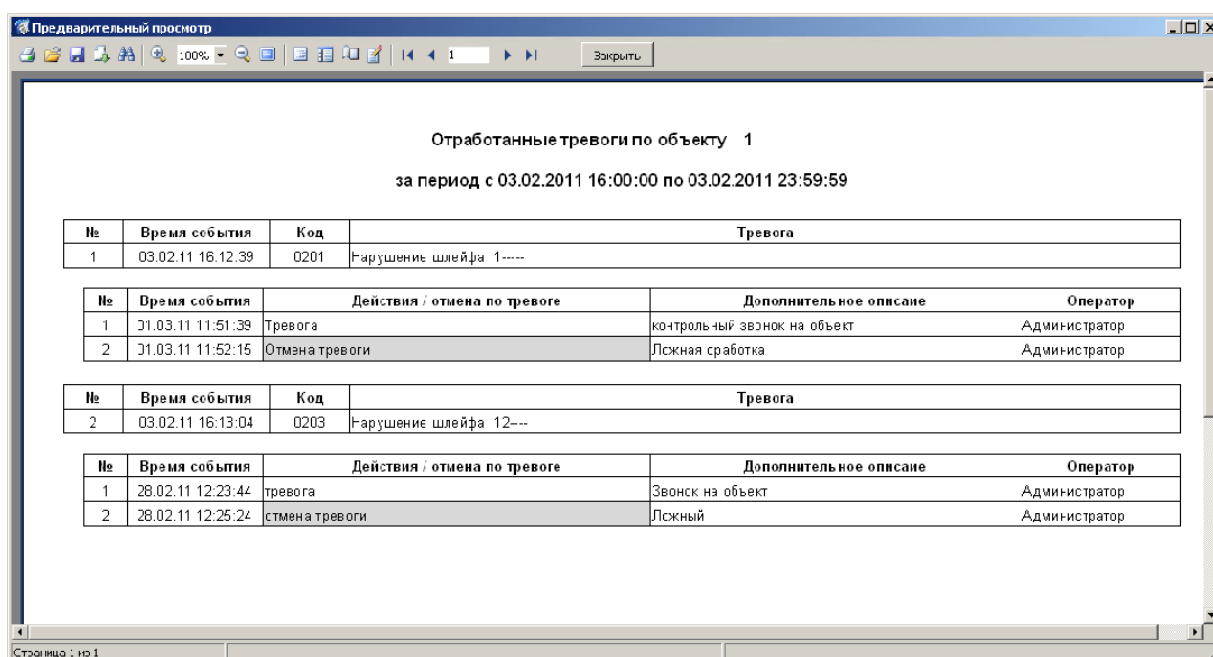 Предварительный просмотр
100% 1 Закрыть
Отработанные тревоги по объекту 1
за период с 03.02.2011 16:00:00 по 03.02.2011 23:59:59
№ Время события Код Тревога
1 03.02.11 16:12:39 0201 Нарушение шлейфа 1-----
№ Время события Действия / отмена по тревоге Дополнительное описаие Оператор
1 01.03.11 11:51:39 Тревога контрольный звонок на объект Администратор
2 01.03.11 11:52:15 Отмена тревоги Ложная сработка Администратор
№ Время события Код Тревога
2 03.02.11 16:13:04 0203 Нарушение шлейфа 12----
№ Время события Действия / отмена по тревоге Дополнительное описаие Оператор
1 28.02.11 12:23:44 тревога Звонок на объект Администратор
2 28.02.11 12:25:24 отмена тревоги Ложный Администратор
Страница 1 из 1